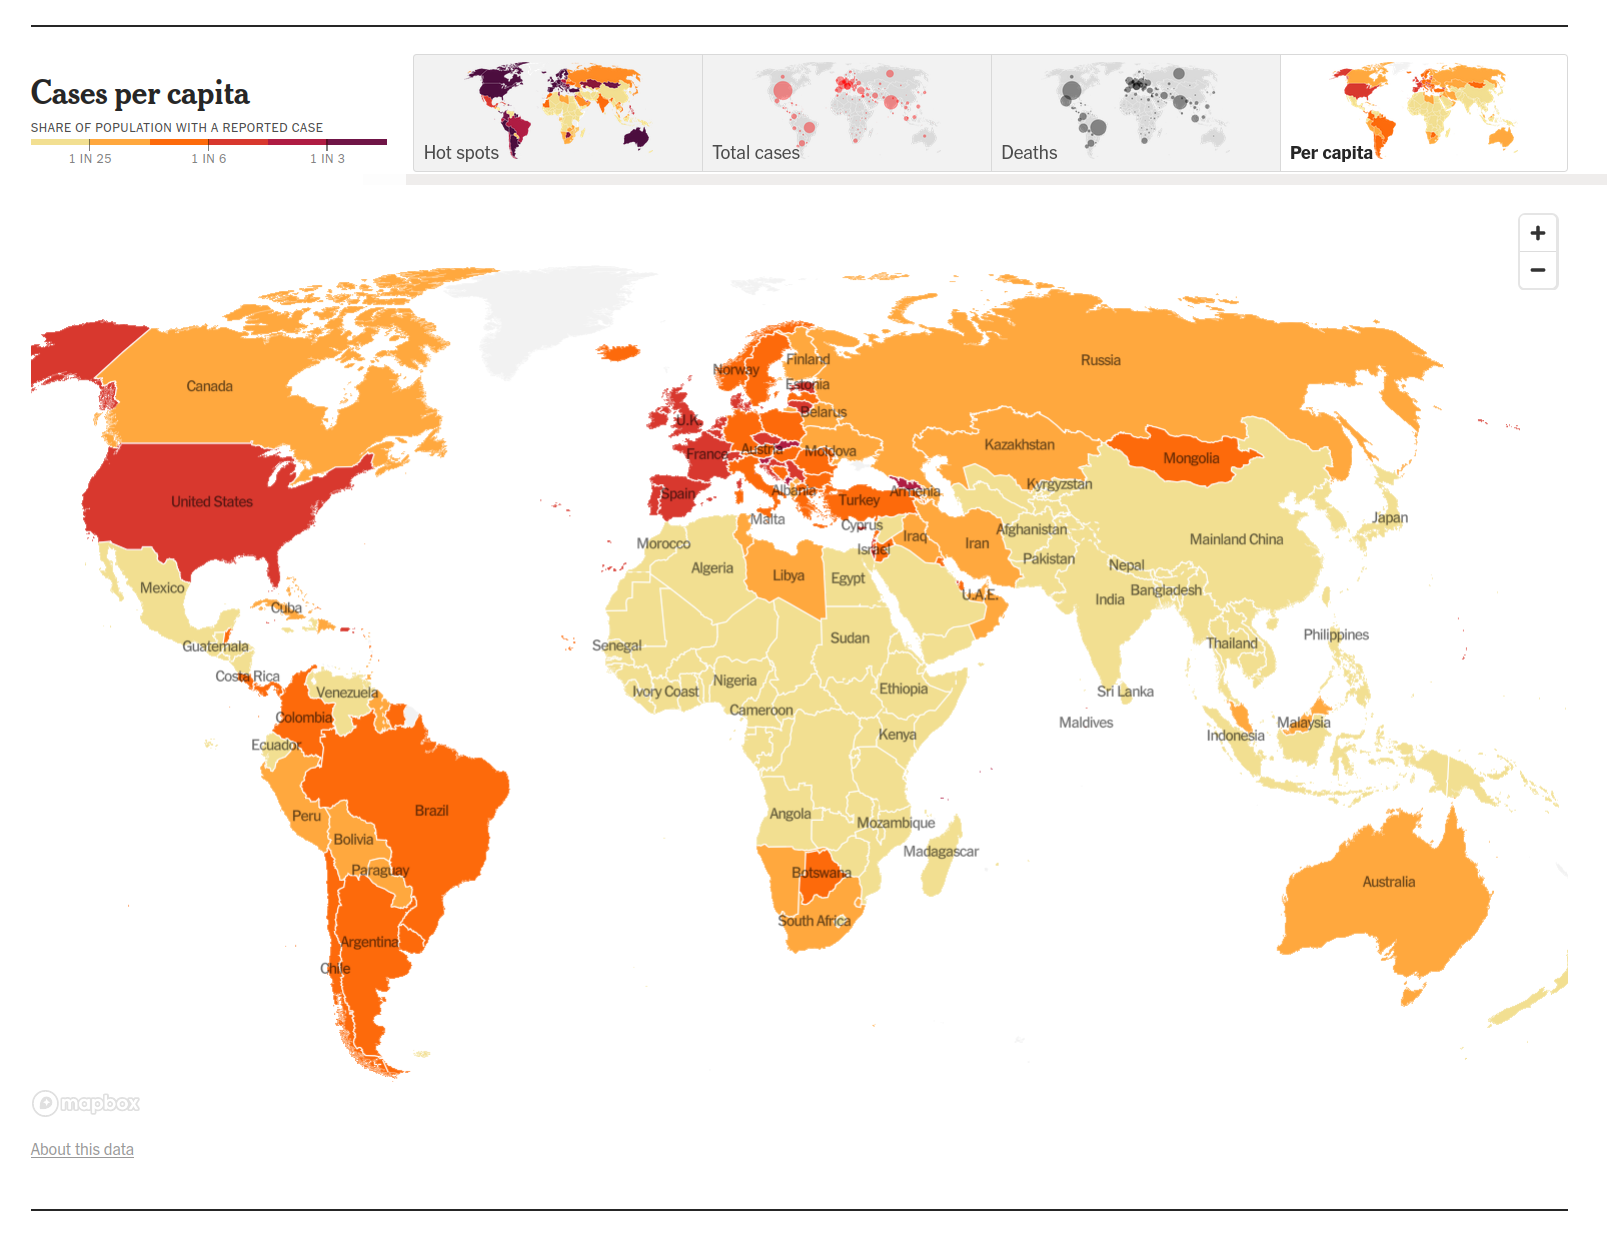 Cases per capita
SHARE OF POPULATION WITH A REPORTED CASE
1 IN 25
1 IN 6
1 IN 3
Hot spots
Total cases
Deaths
Per capita
+
−
Canada
Russia
Norway
Finland
Estonia
Belarus
U.K.
France
Austria
Moldova
Kazakhstan
Mongolia
Spain
Albania
Turkey
Armenia
Kyrgyzstan
United States
Malta
Cyprus
Israel
Iraq
Iran
Afghanistan
Pakistan
Nepal
Bangladesh
India
Mainland China
Japan
Morocco
Algeria
Libya
Egypt
U.A.E.
Mexico
Cuba
Guatemala
Costa Rica
Venezuela
Colombia
Ecuador
Senegal
Sudan
Nigeria
Ivory Coast
Cameroon
Ethiopia
Kenya
Thailand
Philippines
Sri Lanka
Maldives
Malaysia
Indonesia
Peru
Brazil
Bolivia
Paraguay
Argentina
Chile
Angola
Mozambique
Madagascar
Botswana
South Africa
Australia
mapbox
About this data